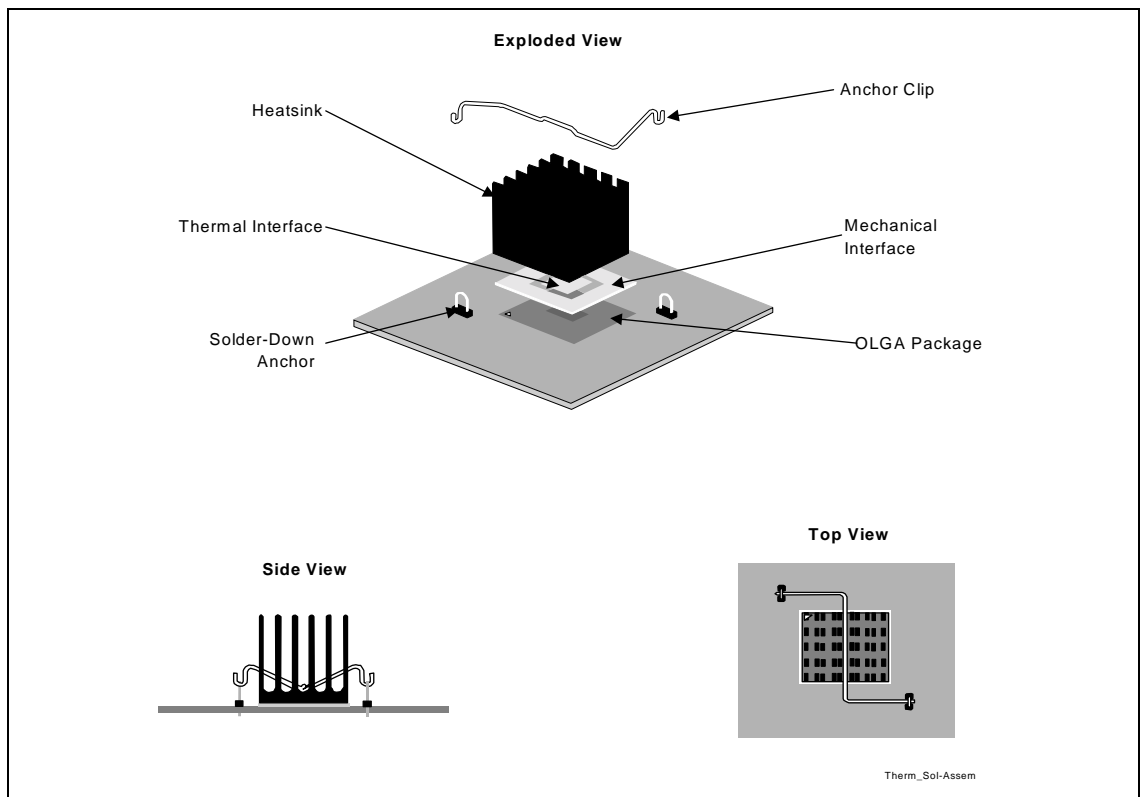 Exploded View
Anchor Clip
Heatsink
Thermal Interface
Mechanical
Interface
Solder-Down
Anchor
OLGA Package
Top View
Side View
Therm_Sol-Assem